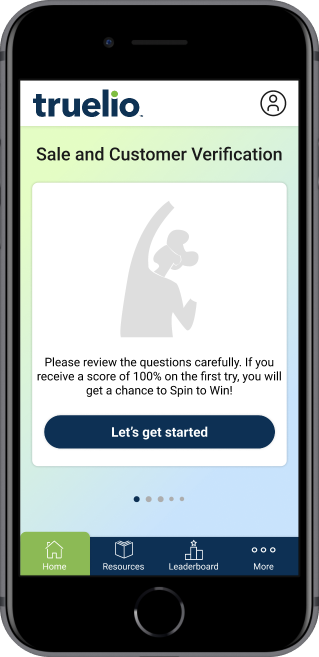 truelio
Sale and Customer Verification
Please review the questions carefully. If you
receive a score of 100% on the first try, you will
get a chance to Spin to Win!
Let's get started
Home
Resources
Leaderboard
More